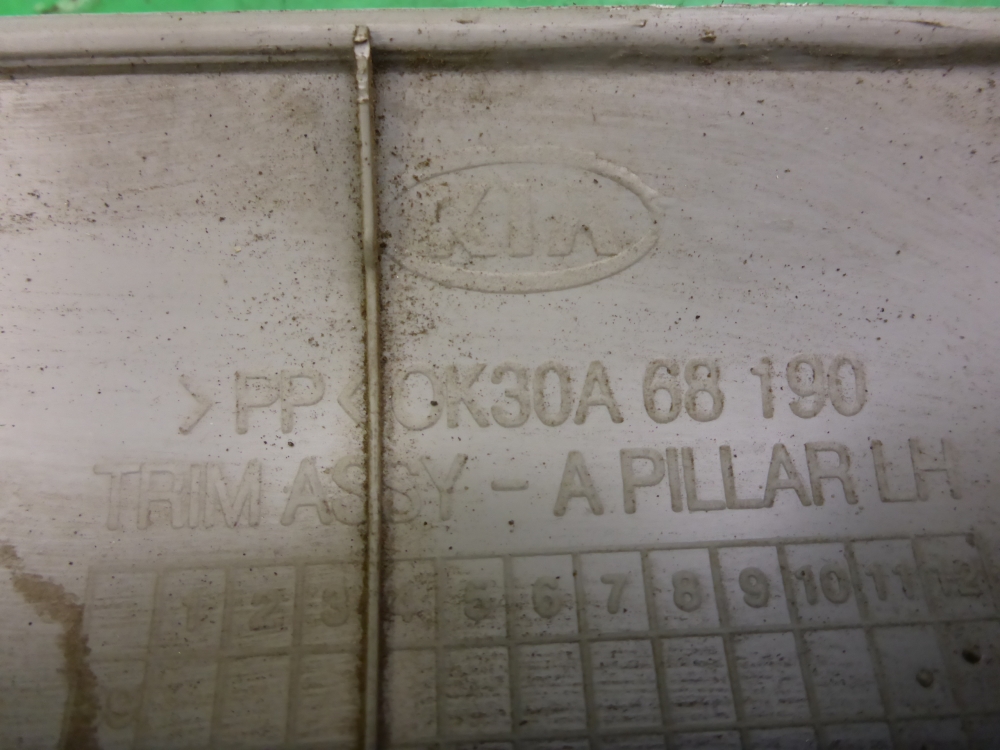 KIA
>PP< OK30A 68 190
TRIM ASSY - A PILLAR LH
1 2 3 4 5 6 7 8 9 10 11 12